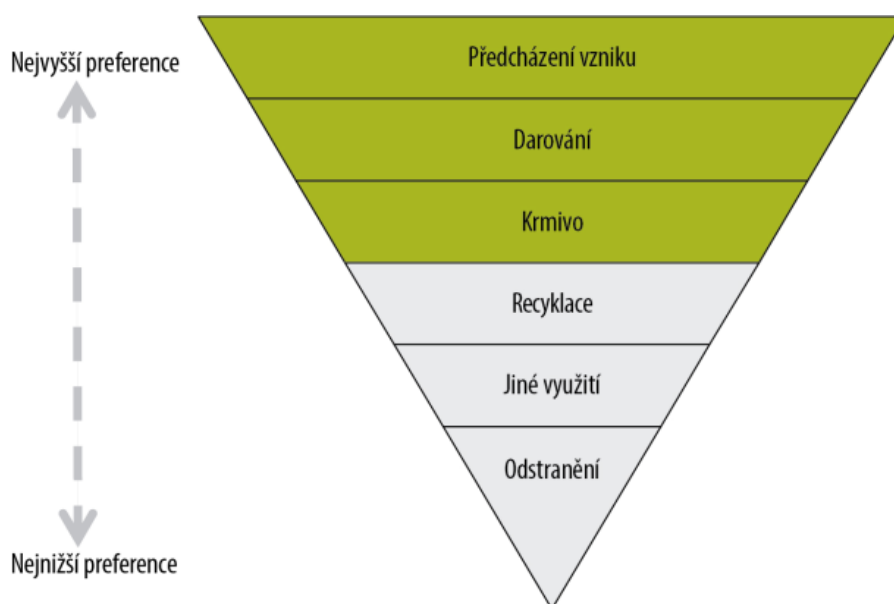 Nejvyšší preference
Předcházení vzniku
Darování
Krmivo
Recyklace
Jiné využití
Odstranění
Nejnižší preference